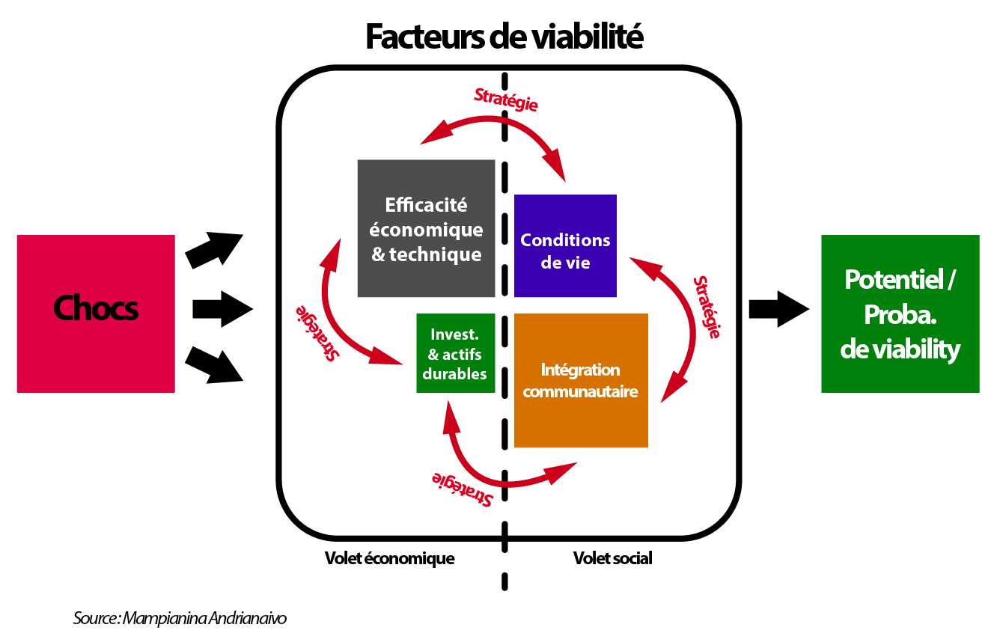 Facteurs de viabilité
Stratégie
Efficacité
économique
& technique
Conditions
de vie
Chocs
Stratégie
Stratégie
Invest.
& actifs
durables
Intégration
communautaire
Potentiel /
Proba.
de viability
Stratégie
Volet économique
Volet social
Source : Mampianina Andrianaivo